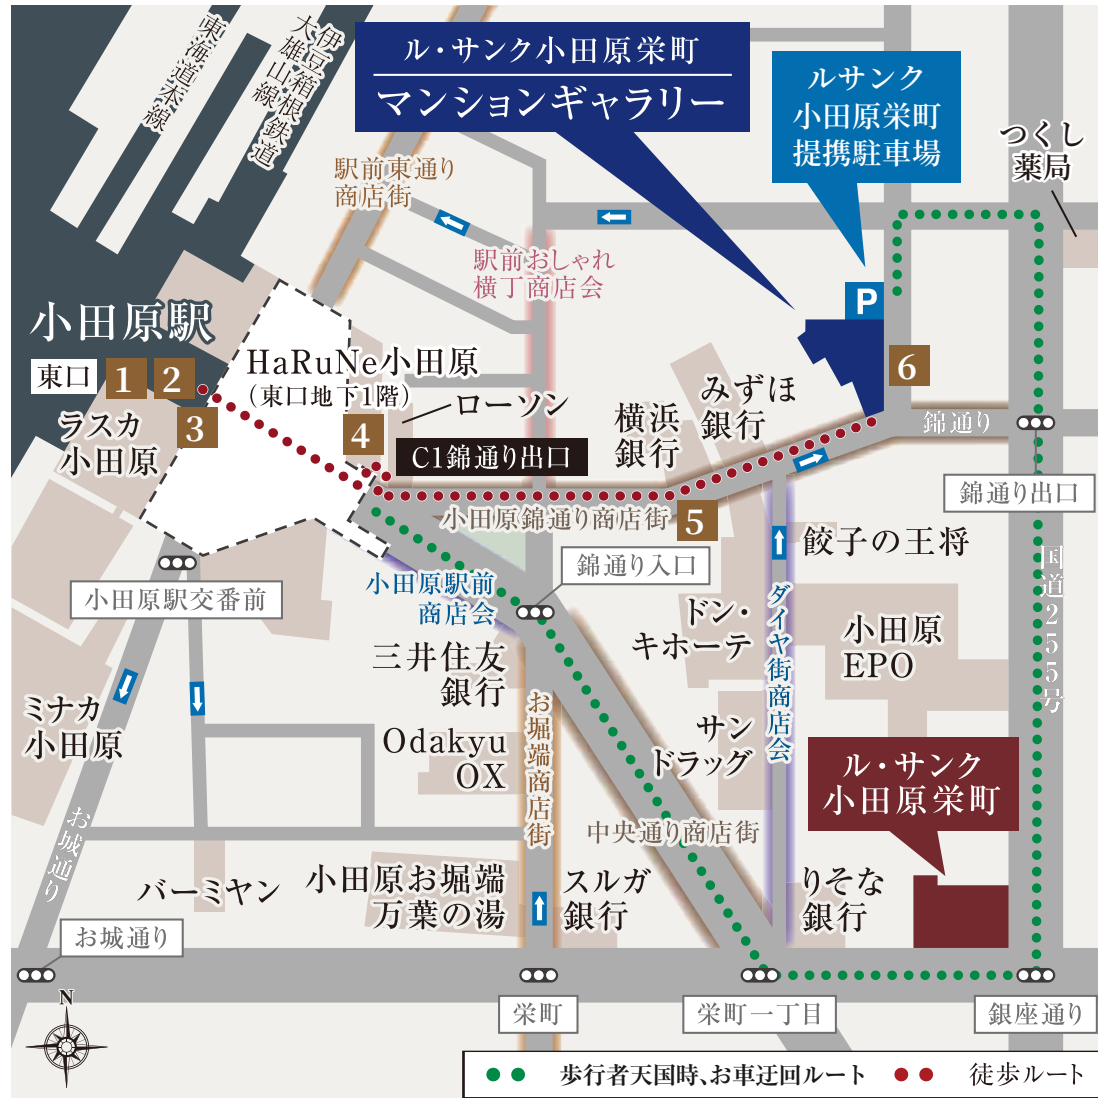 東海道本線
伊豆箱根鉄道
大雄山線
ル・サンク小田原栄町
マンションギャラリー
ルサンク
小田原栄町
提携駐車場
つくし
薬局
駅前東通り
商店街
駅前おしゃれ
横丁商店会
P
小田原駅
東口
1
2
3
HaRuNe小田原
（東口地下1階）
ローソン
4
C1錦通り出口
ラスカ
小田原
横浜
銀行
みずほ
銀行
6
錦通り
錦通り出口
小田原錦通り商店街
5
餃子の王将
国道255号
錦通り入口
小田原駅前
商店会
小田原駅交番前
ドン・
キホーテ
ダイヤ街商店会
小田原
EPO
三井住友
銀行
ミナカ
小田原
お堀端商店街
サン
ドラッグ
Odakyu
OX
ル・サンク
小田原栄町
お城通り
中央通り商店街
バーミヤン
小田原お堀端
万葉の湯
スルガ
銀行
りそな
銀行
お城通り
栄町
栄町一丁目
銀座通り
N
歩行者天国時、お車迂回ルート
徒歩ルート